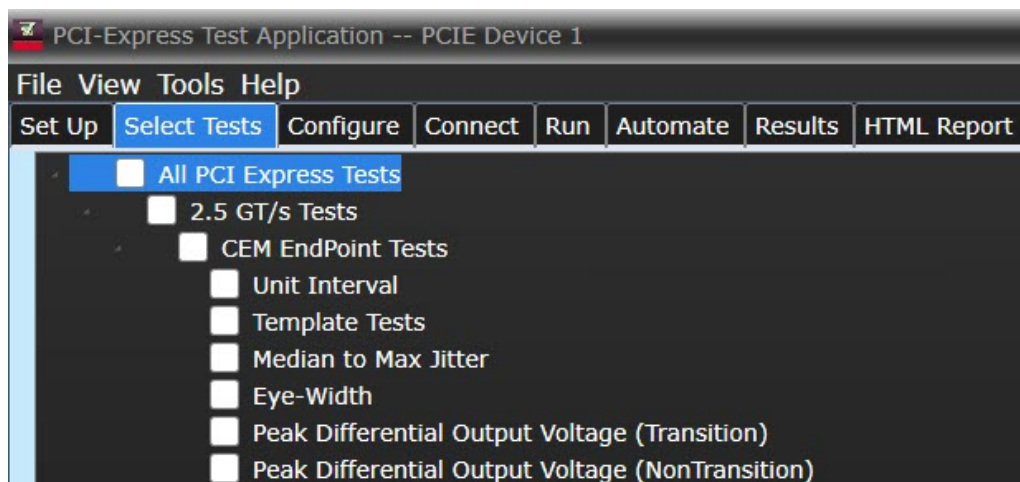 PCI-Express Test Application -- PCIE Device 1
File View Tools Help
Set Up Select Tests Configure Connect Run Automate Results HTML Report
All PCI Express Tests
2.5 GT/s Tests
CEM EndPoint Tests
Unit Interval
Template Tests
Median to Max Jitter
Eye-Width
Peak Differential Output Voltage (Transition)
Peak Differential Output Voltage (NonTransition)